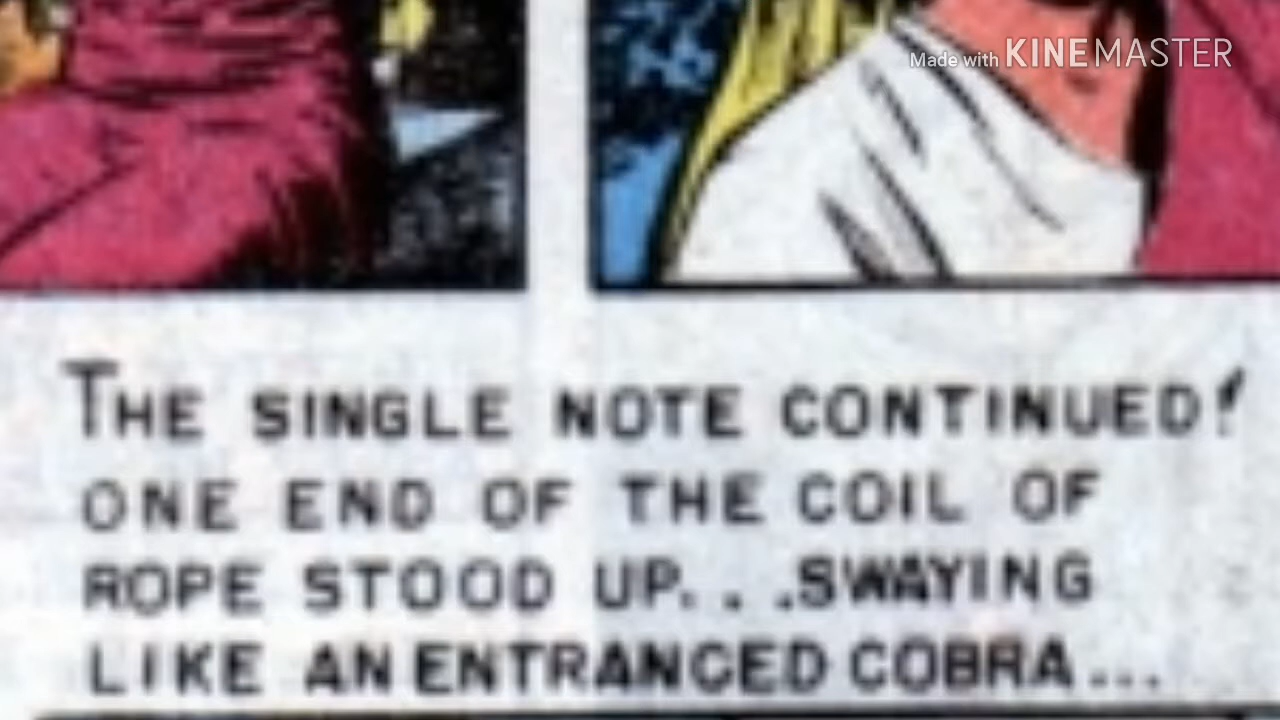 Made with KINEMASTER
THE SINGLE NOTE CONTINUED!
ONE END OF THE COIL OF
ROPE STOOD UP...SWAYING
LIKE AN ENTRANCED COBRA...